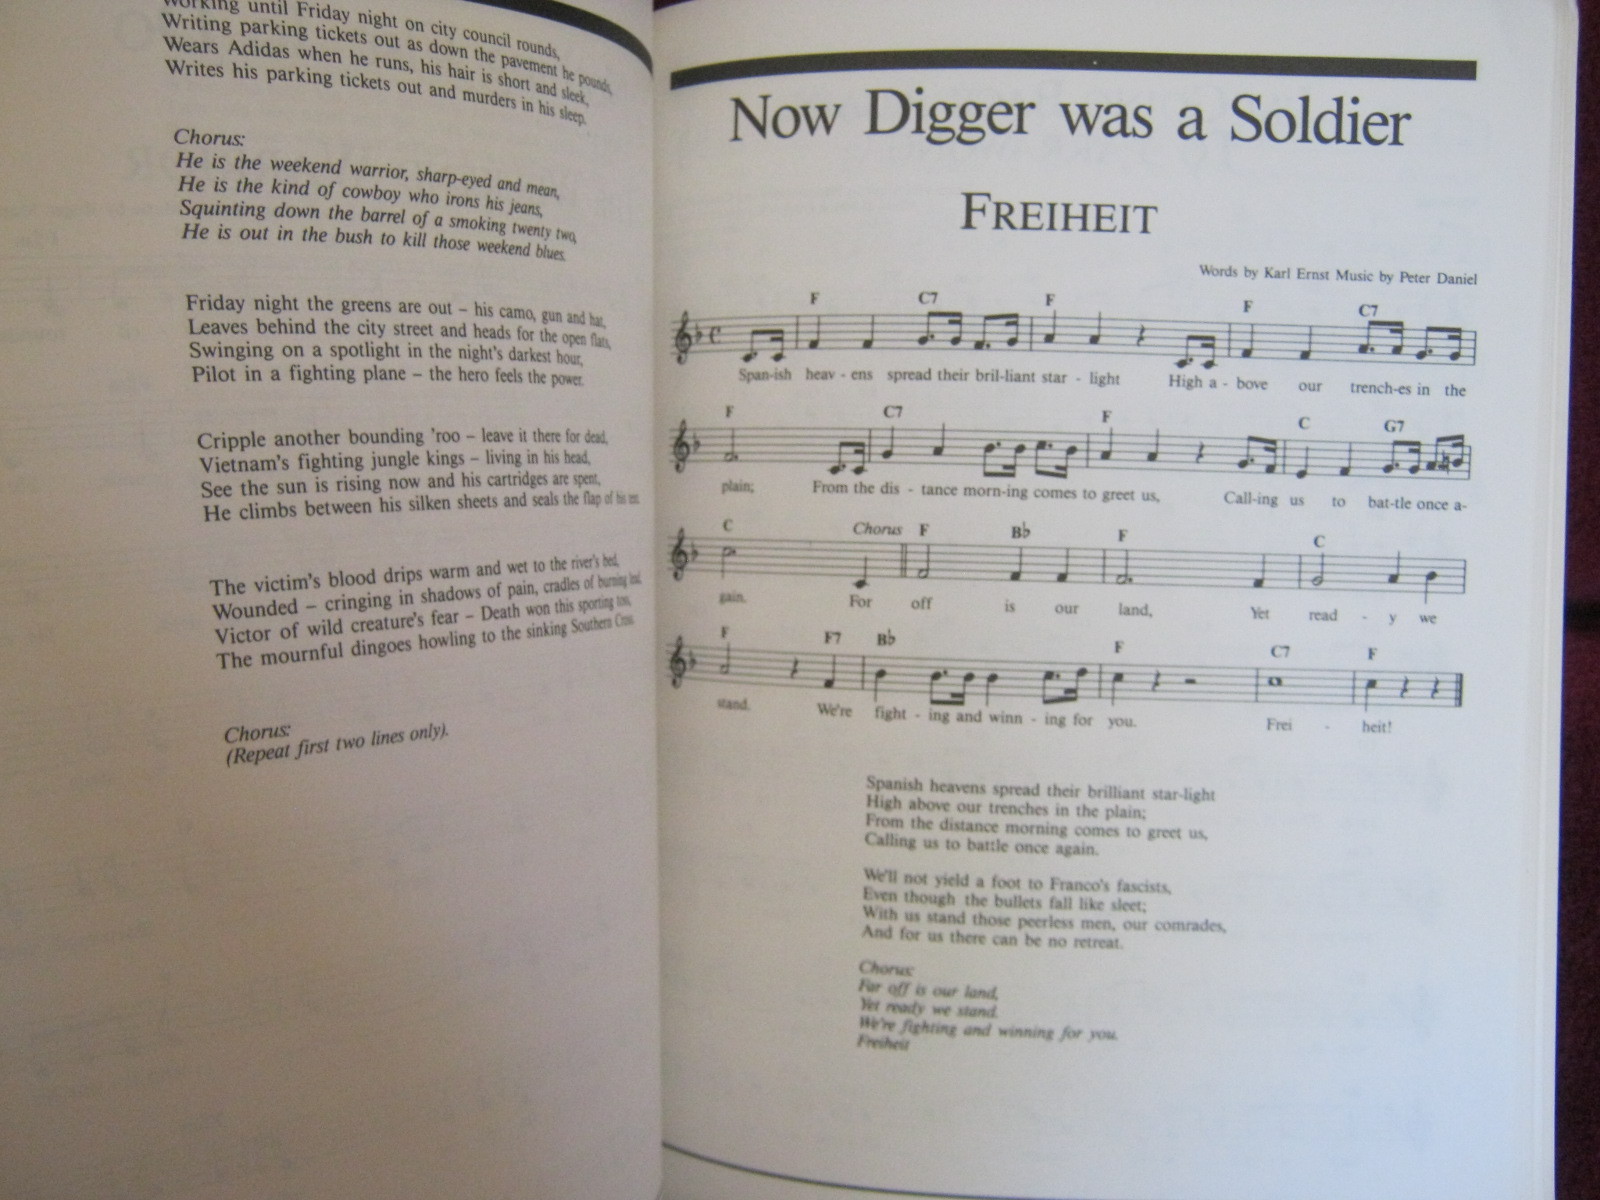 Working until Friday night on city council rounds,
Writing parking tickets out as down the pavement he pounds,
Wears Adidas when he runs, his hair is short and sleek,
Writes his parking tickets out and murders in his sleep.
Chorus:
He is the weekend warrior, sharp-eyed and mean,
He is the kind of cowboy who irons his jeans,
Squinting down the barrel of a smoking twenty two,
He is out in the bush to kill those weekend blues.
Friday night the greens are out – his camo, gun and hat,
Leaves behind the city street and heads for the open flats,
Swinging on a spotlight in the night's darkest hour,
Pilot in a fighting plane – the hero feels the power.
Cripple another bounding 'roo – leave it there for dead,
Vietnam's fighting jungle kings – living in his head,
See the sun is rising now and his cartridges are spent,
He climbs between his silken sheets and seals the flap of his tent.
The victim's blood drips warm and wet to the river's bed,
Wounded – cringing in shadows of pain, cradles of burning lead,
Victor of wild creature's fear – Death won this sporting toss,
The mournful dingoes howling to the sinking Southern Cross.
Chorus:
(Repeat first two lines only).
Now Digger was a Soldier
FREIHEIT
Words by Karl Ernst Music by Peter Daniel
F C7 F F C7
Span-ish heav - ens spread their bril-liant star - light High a - bove our trench-es in the
F C7 F C G7
plain; From the dis - tance morn-ing comes to greet us, Call-ing us to bat-tle once a-
C Chorus F B♭ F C
gain. For off is our land, Yet read - y we
F F7 B♭ F C7 F
stand. We're fight - ing and winn - ing for you. Frei - heit!
Spanish heavens spread their brilliant star-light
High above our trenches in the plain;
From the distance morning comes to greet us,
Calling us to battle once again.
We'll not yield a foot to Franco's fascists,
Even though the bullets fall like sleet;
With us stand those peerless men, our comrades,
And for us there can be no retreat.
Chorus:
Far off is our land,
Yet ready we stand.
We're fighting and winning for you.
Freiheit